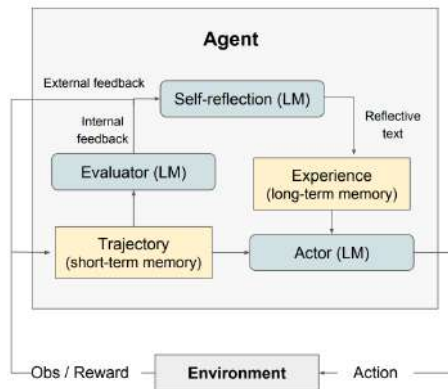 Agent
External feedback
Self-reflection (LM)
Internal
feedback
Reflective
text
Evaluator (LM)
Experience
(long-term memory)
Trajectory
(short-term memory)
Actor (LM)
Obs / Reward
Environment
Action